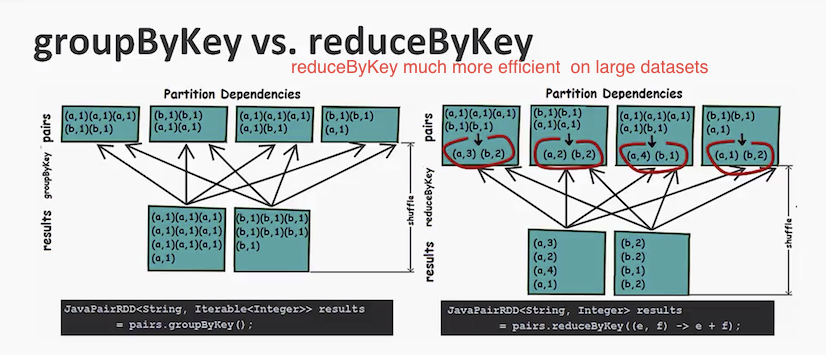 groupByKey vs. reduceByKey
reduceByKey much more efficient on large datasets
Partition Dependencies
pairs
groupByKey
results
(a,1)(a,1)(a,1)
(b,1)(b,1)
(b,1)(b,1)
(a,1)(a,1)
(a,1)(a,1)(a,1)
(a,1)(b,1)
(b,1)(b,1)
(a,1)
(a,1)(a,1)(a,1)
(a,1)(a,1)(a,1)
(a,1)(a,1)(a,1)
(a,1)
(b,1)(b,1)(b,1)
(b,1)(b,1)(b,1)
(b,1)
shuffle
JavaPairRDD<String, Iterable<Integer>> results
= pairs.groupByKey();
Partition Dependencies
pairs
reduceByKey
results
(a,1)(a,1)(a,1)
(b,1)(b,1)
(a,3) (b,2)
(b,1)(b,1)
(a,1)(a,1)
(a,2) (b,2)
(a,1)(a,1)(a,1)
(a,1)(b,1)
(a,4) (b,1)
(b,1)(b,1)
(a,1)
(a,1) (b,2)
(a,3)
(a,2)
(a,4)
(a,1)
(b,2)
(b.2)
(b,1)
(b,2)
shuffle
JavaPairRDD<String, Integer> results
= pairs.reduceByKey((e, f) -> e + f);